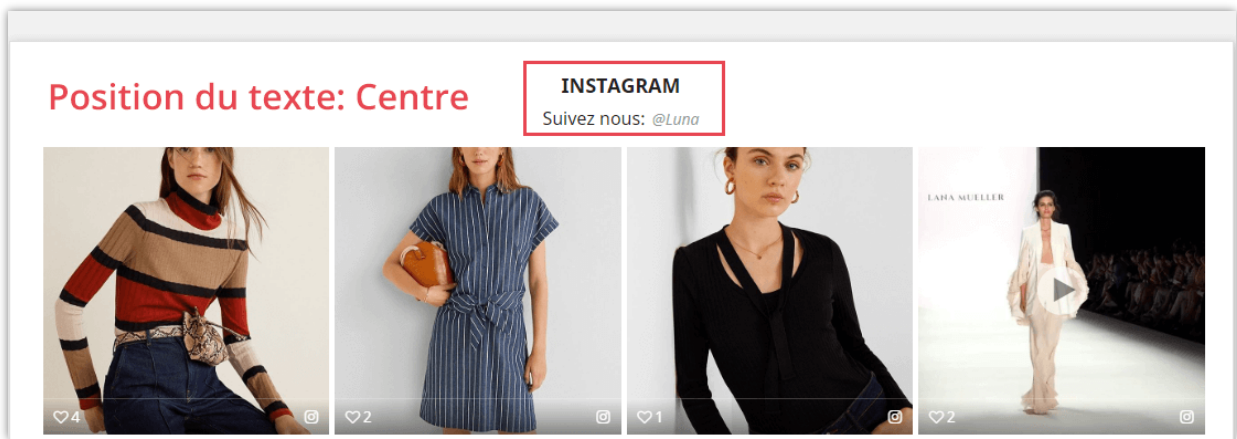 Position du texte: Centre
INSTAGRAM
Suivez nous: @Luna
LANA MUELLER
4
2
1
2